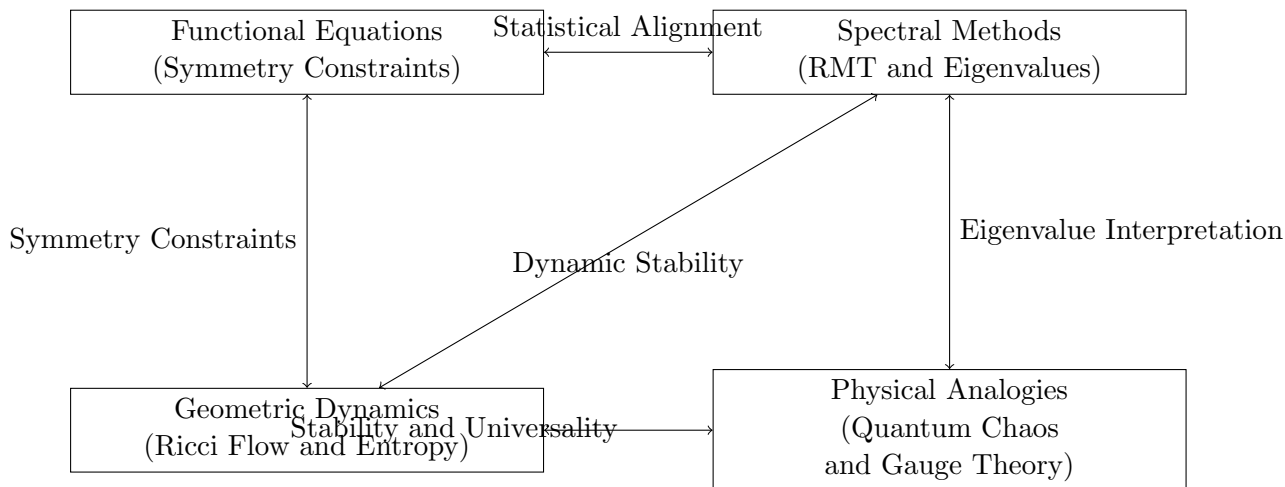 Functional Equations
(Symmetry Constraints)
Statistical Alignment
Spectral Methods
(RMT and Eigenvalues)
Symmetry Constraints
Dynamic Stability
Eigenvalue Interpretation
Geometric Dynamics
(Ricci Flow and Entropy)
Stability and Universality
Physical Analogies
(Quantum Chaos
and Gauge Theory)